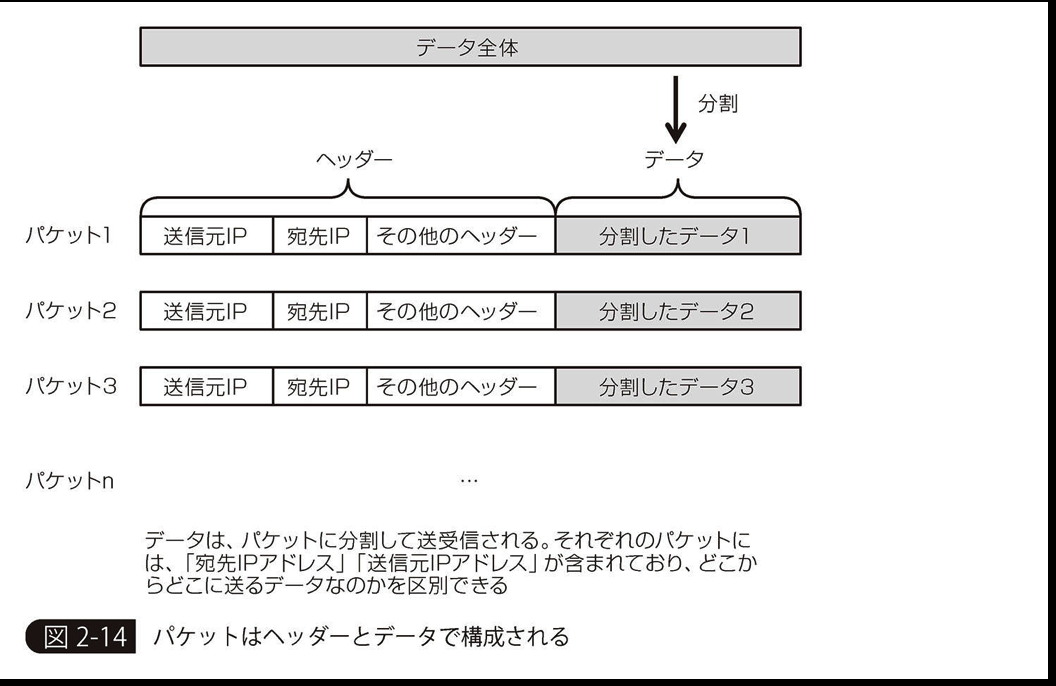 データ全体
分割
ヘッダー
データ
パケット1 送信元IP 宛先IP その他のヘッダー 分割したデータ1
パケット2 送信元IP 宛先IP その他のヘッダー 分割したデータ2
パケット3 送信元IP 宛先IP その他のヘッダー 分割したデータ3
パケットn …
データは、パケットに分割して送受信される。それぞれのパケットに
は、「宛先IPアドレス」「送信元IPアドレス」が含まれており、どこか
らどこに送るデータなのかを区別できる
図 2-14 パケットはヘッダーとデータで構成される